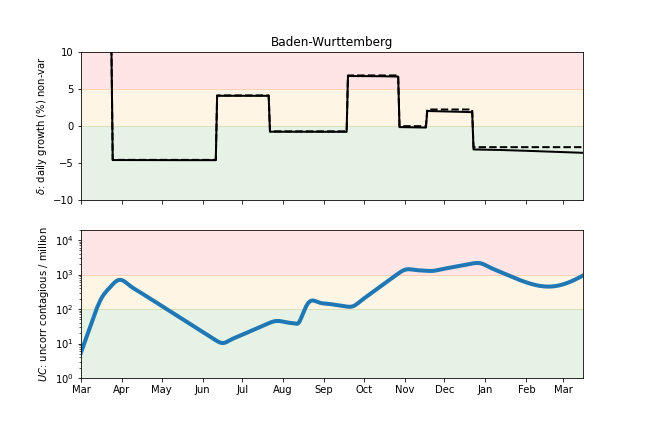 Baden-Wurttemberg
δ: daily growth (%) non-var
10
5
0
−5
−10
UC: uncorr contagious / million
10⁴
10³
10²
10¹
10⁰
Mar Apr May Jun Jul Aug Sep Oct Nov Dec Jan Feb Mar